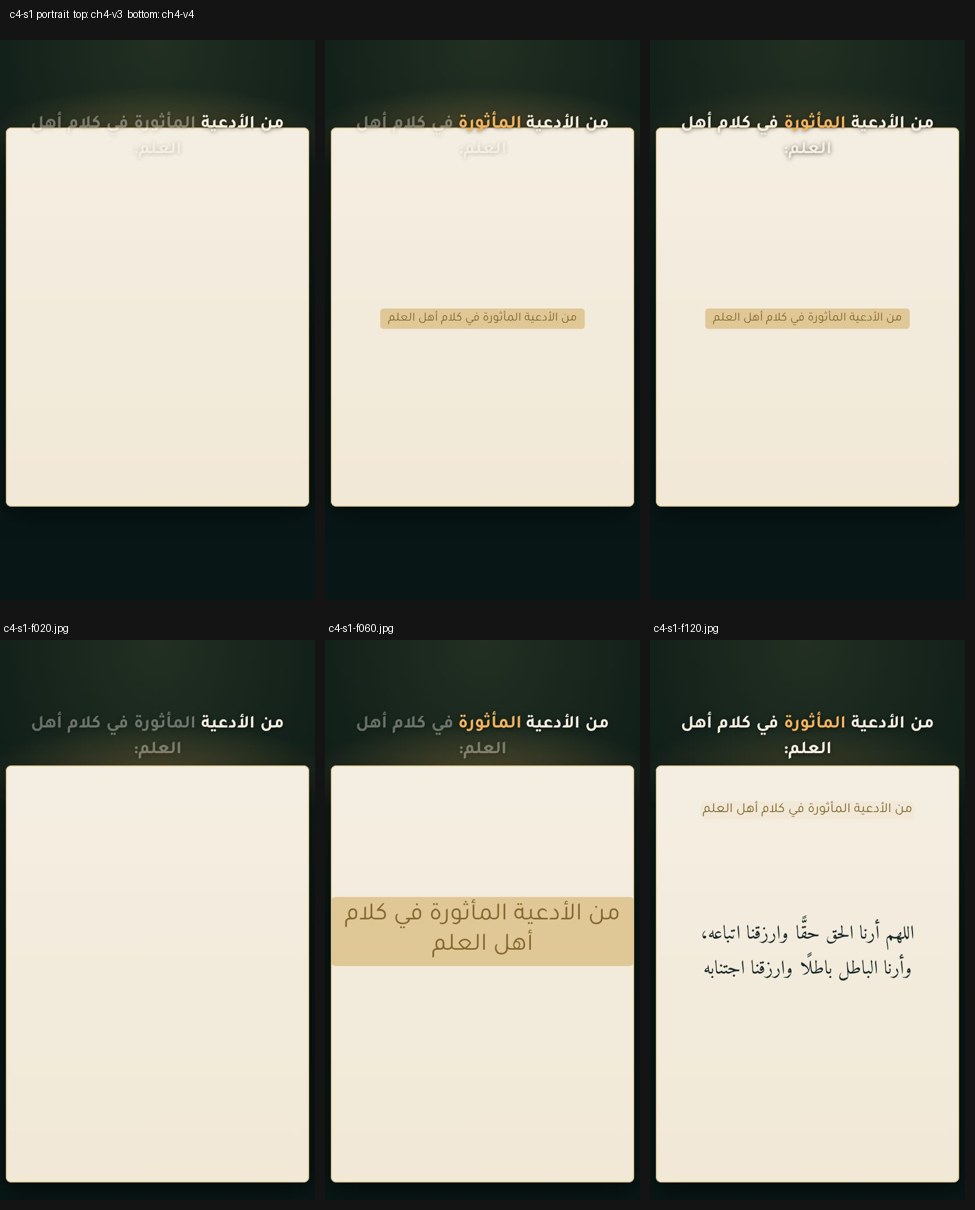 c4-s1 portrait top: ch4-v3 bottom: ch4-v4
من الأدعية المأثورة في كلام أهل
العلم:
من الأدعية المأثورة في كلام أهل
العلم:
من الأدعية المأثورة في كلام أهل العلم
من الأدعية المأثورة في كلام أهل
العلم:
من الأدعية المأثورة في كلام أهل العلم
c4-s1-f020.jpg
من الأدعية المأثورة في كلام أهل
العلم:
c4-s1-f060.jpg
من الأدعية المأثورة في كلام أهل
العلم:
من الأدعية المأثورة في كلام
أهل العلم
c4-s1-f120.jpg
من الأدعية المأثورة في كلام أهل
العلم:
من الأدعية المأثورة في كلام أهل العلم
اللهم أرنا الحق حقًّا وارزقنا اتباعه،
وأرنا الباطل باطلًا وارزقنا اجتنابه